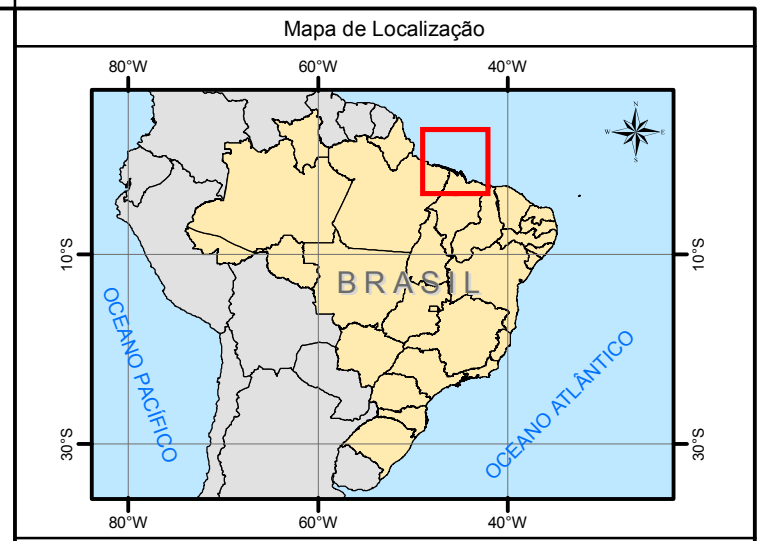 Mapa de Localização
80°W 60°W 40°W
N
W E
S
10°S 10°S
BRASIL
OCEANO PACÍFICO
OCEANO ATLÂNTICO
30°S 30°S
80°W 60°W 40°W